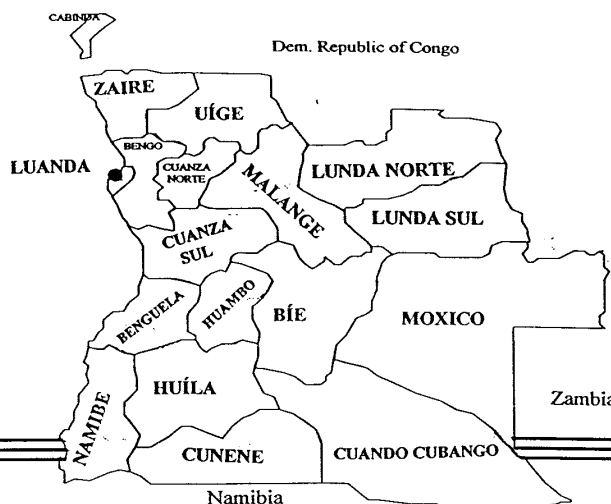 CABINDA
Dem. Republic of Congo
ZAIRE
UÍGE
BENGO
LUANDA
CUANZA
NORTE
MALANGE
LUNDA NORTE
LUNDA SUL
CUANZA
SUL
BENGUELA
HUAMBO
BÍE
MOXICO
HUÍLA
NAMIBE
Zambia
CUNENE
CUANDO CUBANGO
Namibia